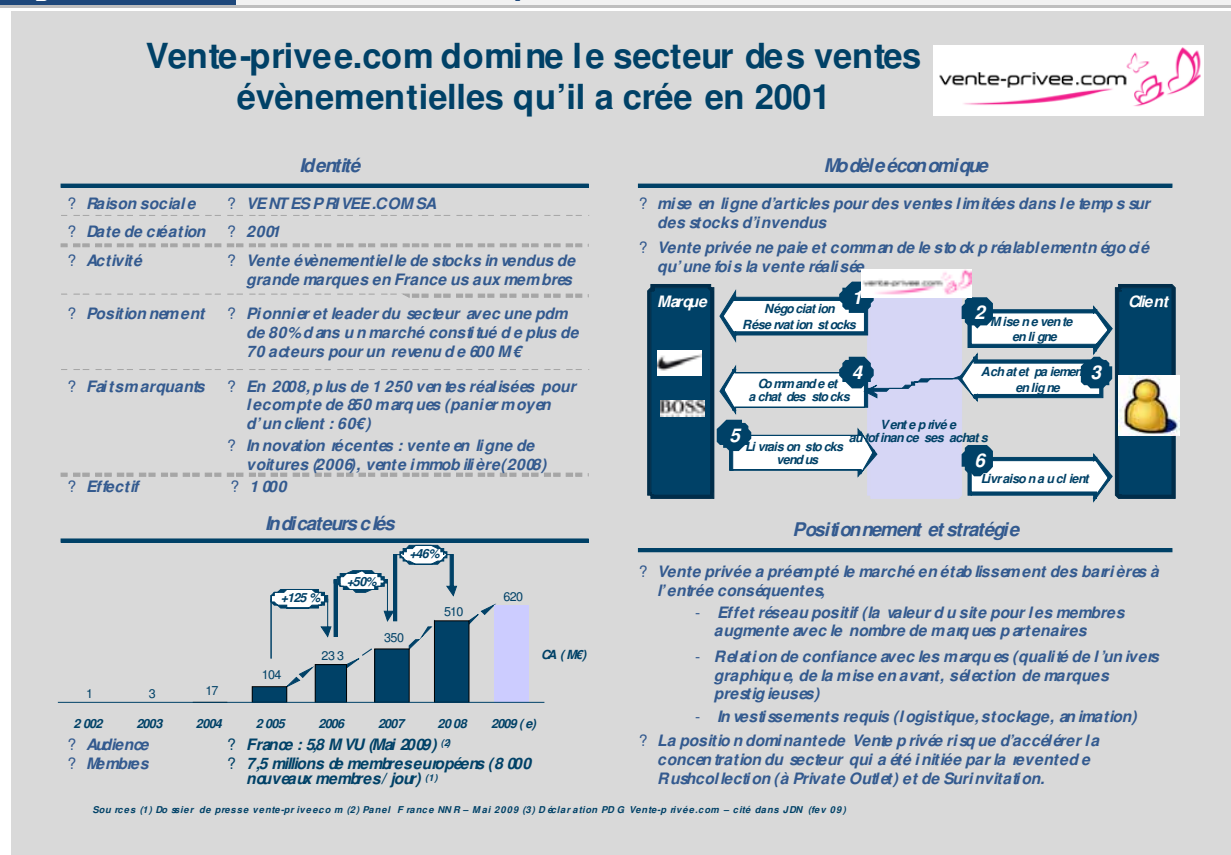 Vente-privee.com domine le secteur des ventes
évènementielles qu'il a crée en 2001
vente-privee.com
Identité
? Raison sociale ? VENTESPRIVEE.COM SA
? Date de création ? 2001
? Activité ? Vente évènementielle de stocks invendus de
grande marques en France us aux membres
? Positionnement ? Pionnier et leader du secteur avec une pdm
de 80% dans un marché constitué de plus de
70 acteurs pour un revenu de 600 M€
? Faits marquants ? En 2008, plus de 1 250 ventes réalisées pour
le compte de 850 marques (panier moyen
d'un client : 60€)
? Innovation récentes : vente en ligne de
voitures (2006), vente immobilière (2008)
? Effectif ? 1 000
Indicateurs clés
+125 %
+50%
+46%
1
3
17
104
233
350
510
620
CA (M€)
2002 2003 2004 2005 2006 2007 2008 2009 (e)
? Audience ? France : 5,8 M VU (Mai 2009) (2)
? Membres ? 7,5 millions de membres européens (8 000
nouveaux membres / jour) (1)
Modèle économique
? mise en ligne d'articles pour des ventes limitées dans le temps sur
des stocks d'invendus
? Vente privée ne paie et commande le stock préalablement négocié
qu'une fois la vente réalisée
vente-privee.com
Marque
Client
1
Négociation
Réservation stocks
2
Mise ne vente
en ligne
3
Achat et paiement
en ligne
4
Commande et
achat des stocks
BOSS
Vente privée
autofinance ses achats
5
Livraison stocks
vendus
6
Livraison au client
Positionnement et stratégie
? Vente privée a préempté le marché en établissement des barrières à
l'entrée conséquentes,
- Effet réseau positif (la valeur du site pour les membres
augmente avec le nombre de marques partenaires
- Relation de confiance avec les marques (qualité de l'univers
graphique, de la mise en avant, sélection de marques
prestigieuses)
- Investissements requis (logistique, stockage, animation)
? La position dominante de Vente privée risque d'accélérer la
concentration du secteur qui a été initiée par la revente de
Rushcollection (à Private Outlet) et de Surinvitation.
Sources (1) Dossier de presse vente-priveecom (2) Panel France NNR – Mai 2009 (3) Déclaration PDG Vente-privée.com – cité dans JDN (fev 09)